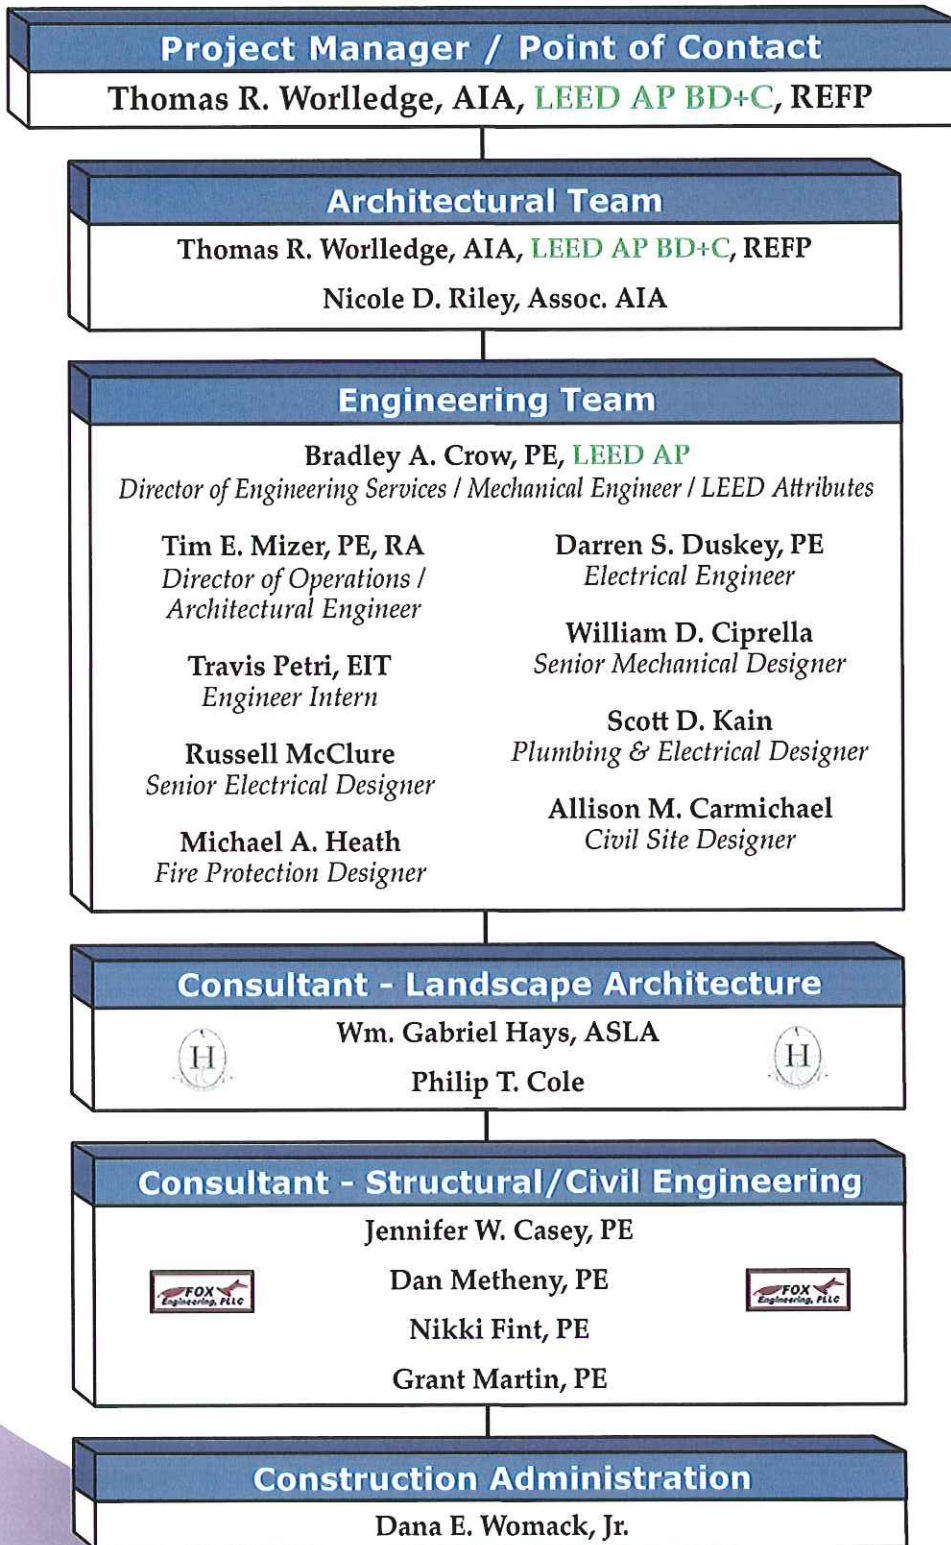 Project Manager / Point of Contact
Thomas R. Worlledge, AIA, LEED AP BD+C, REFP
Architectural Team
Thomas R. Worlledge, AIA, LEED AP BD+C, REFP
Nicole D. Riley, Assoc. AIA
Engineering Team
Bradley A. Crow, PE, LEED AP
Director of Engineering Services / Mechanical Engineer / LEED Attributes
Tim E. Mizer, PE, RA
Director of Operations /
Architectural Engineer
Travis Petri, EIT
Engineer Intern
Russell McClure
Senior Electrical Designer
Michael A. Heath
Fire Protection Designer
Darren S. Duskey, PE
Electrical Engineer
William D. Ciprella
Senior Mechanical Designer
Scott D. Kain
Plumbing & Electrical Designer
Allison M. Carmichael
Civil Site Designer
Consultant - Landscape Architecture
H
Wm. Gabriel Hays, ASLA
Philip T. Cole
H
Consultant - Structural/Civil Engineering
Jennifer W. Casey, PE
Dan Metheny, PE
Nikki Fint, PE
Grant Martin, PE
FOX
Engineering, PLLC
FOX
Engineering, PLLC
Construction Administration
Dana E. Womack, Jr.